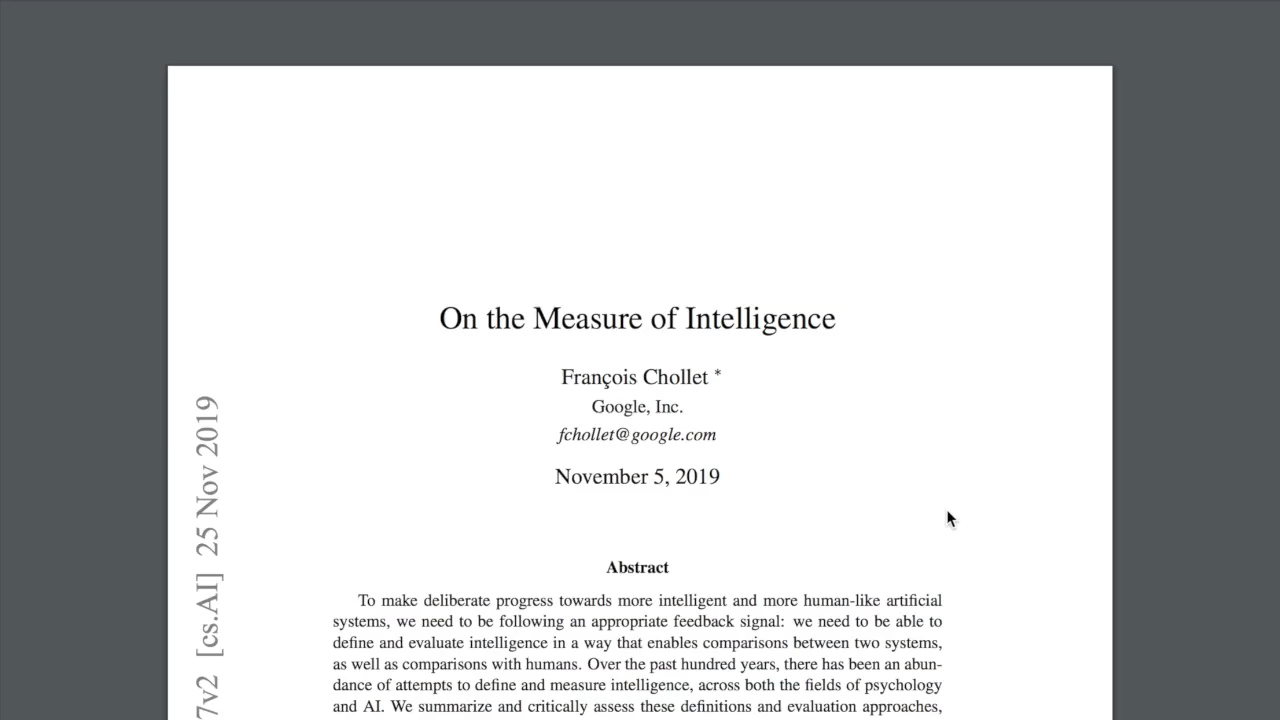 On the Measure of Intelligence
François Chollet *
Google, Inc.
fchollet@google.com
November 5, 2019
Abstract
To make deliberate progress towards more intelligent and more human-like artificial
systems, we need to be following an appropriate feedback signal: we need to be able to
define and evaluate intelligence in a way that enables comparisons between two systems,
as well as comparisons with humans. Over the past hundred years, there has been an abun-
dance of attempts to define and measure intelligence, across both the fields of psychology
and AI. We summarize and critically assess these definitions and evaluation approaches,
7v2 [cs.AI] 25 Nov 2019